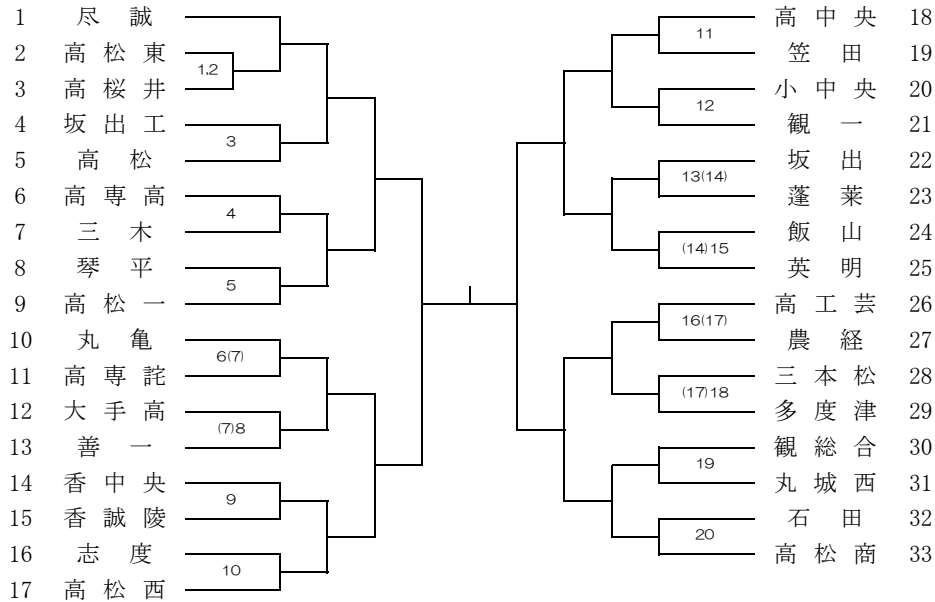 1 尽誠
2 高松東
1,2
3 高桜井
4 坂出工
3
5 高松
6 高専高
4
7 三木
8 琴平
5
9 高松一
10 丸亀
6(7)
11 高専詫
12 大手高
(7)8
13 善一
14 香中央
9
15 香誠陵
16 志度
10
17 高松西
高中央 18
11
笠田 19
小中央 20
12
観一 21
坂出 22
13(14)
蓬莱 23
飯山 24
(14)15
英明 25
高工芸 26
16(17)
農経 27
三本松 28
(17)18
多度津 29
観総合 30
19
丸城西 31
石田 32
20
高松商 33